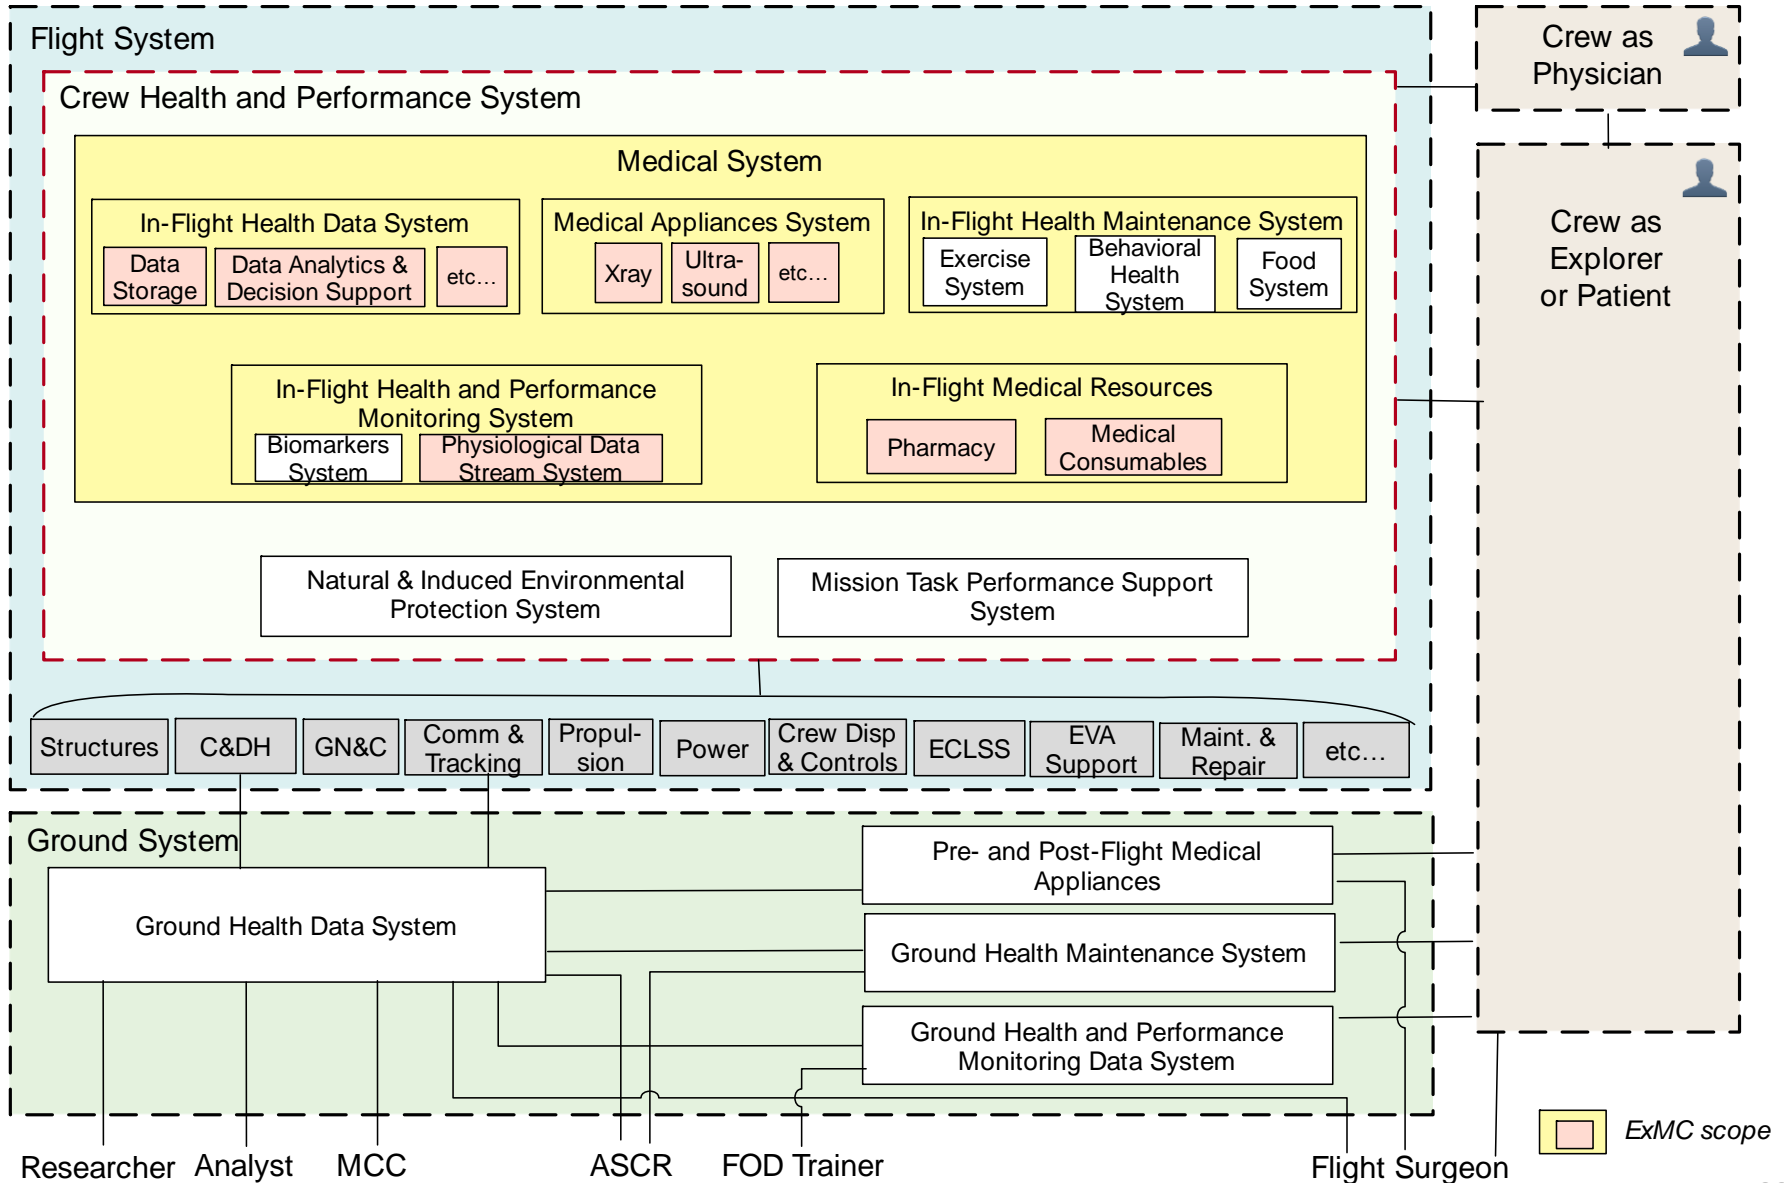 Flight System
Crew Health and Performance System
Medical System
In-Flight Health Data System
Data
Storage
Data Analytics &
Decision Support
etc…
Medical Appliances System
Xray
Ultra-
sound
etc…
In-Flight Health Maintenance System
Exercise
System
Behavioral
Health
System
Food
System
In-Flight Health and Performance
Monitoring System
Biomarkers
System
Physiological Data
Stream System
In-Flight Medical Resources
Pharmacy
Medical
Consumables
Natural & Induced Environmental
Protection System
Mission Task Performance Support
System
Structures
C&DH
GN&C
Comm &
Tracking
Propul-
sion
Power
Crew Disp
& Controls
ECLSS
EVA
Support
Maint. &
Repair
etc…
Crew as
Physician
Crew as
Explorer
or Patient
Ground System
Ground Health Data System
Pre- and Post-Flight Medical
Appliances
Ground Health Maintenance System
Ground Health and Performance
Monitoring Data System
Researcher
Analyst
MCC
ASCR
FOD Trainer
Flight Surgeon
ExMC scope